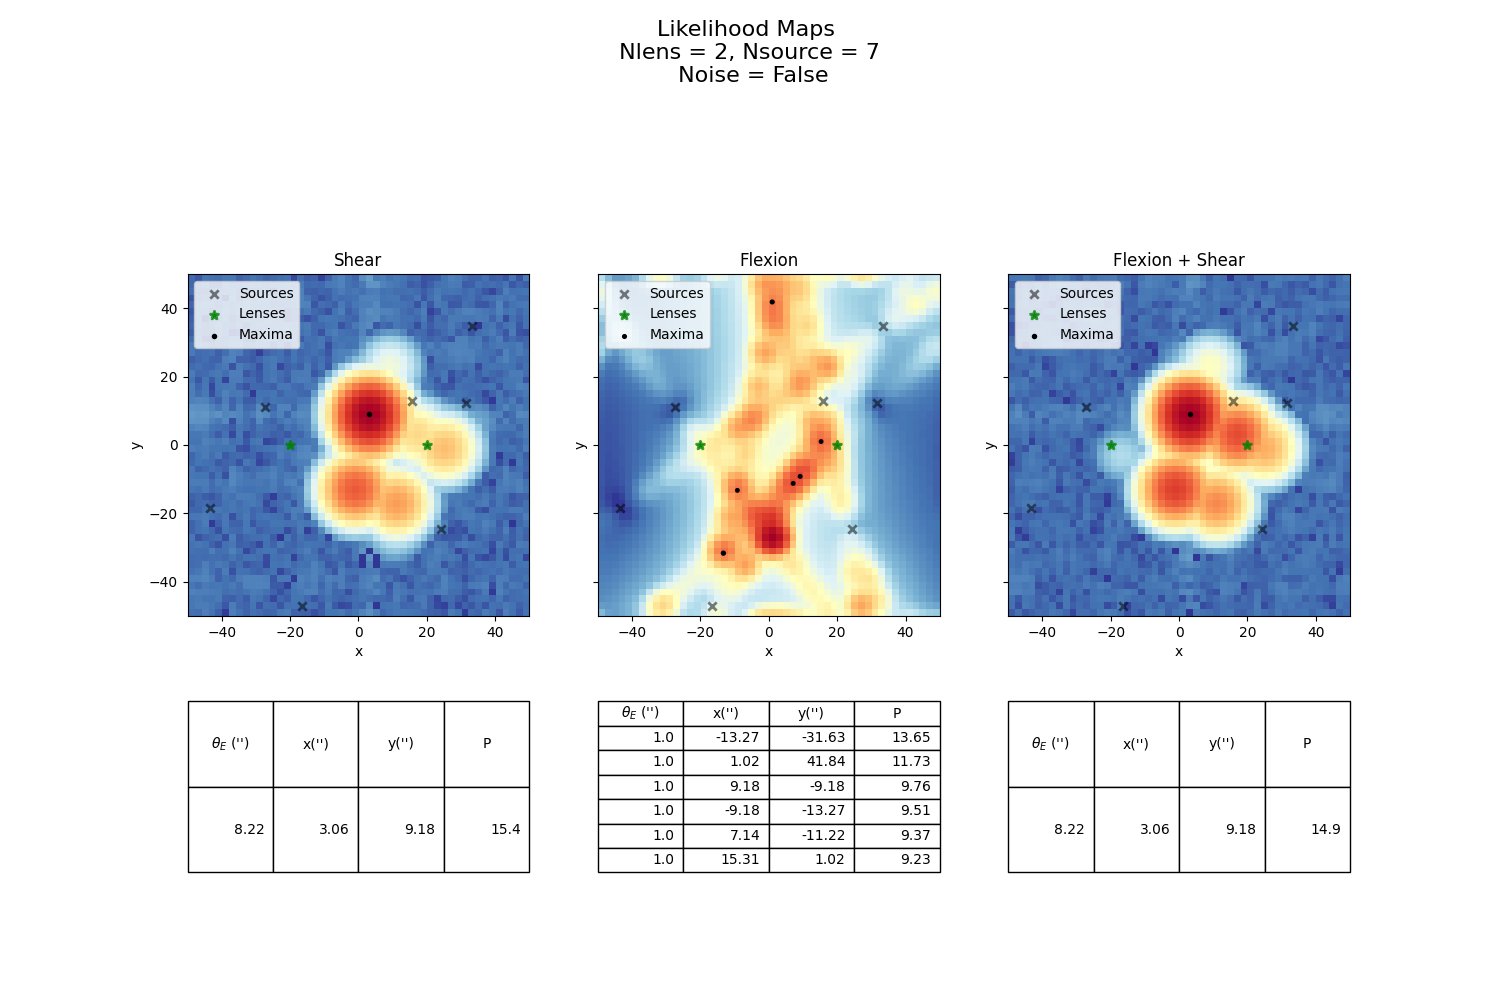 Likelihood Maps
Nlens = 2, Nsource = 7
Noise = False
Shear
Sources
Lenses
Maxima
40
20
0
−20
−40
y
−40 −20 0 20 40
x
Flexion
Sources
Lenses
Maxima
y
−40 −20 0 20 40
x
Flexion + Shear
Sources
Lenses
Maxima
y
−40 −20 0 20 40
x
θE ('') x('') y('') P
8.22 3.06 9.18 15.4
θE ('') x('') y('') P
1.0 -13.27 -31.63 13.65
1.0 1.02 41.84 11.73
1.0 9.18 -9.18 9.76
1.0 -9.18 -13.27 9.51
1.0 7.14 -11.22 9.37
1.0 15.31 1.02 9.23
θE ('') x('') y('') P
8.22 3.06 9.18 14.9